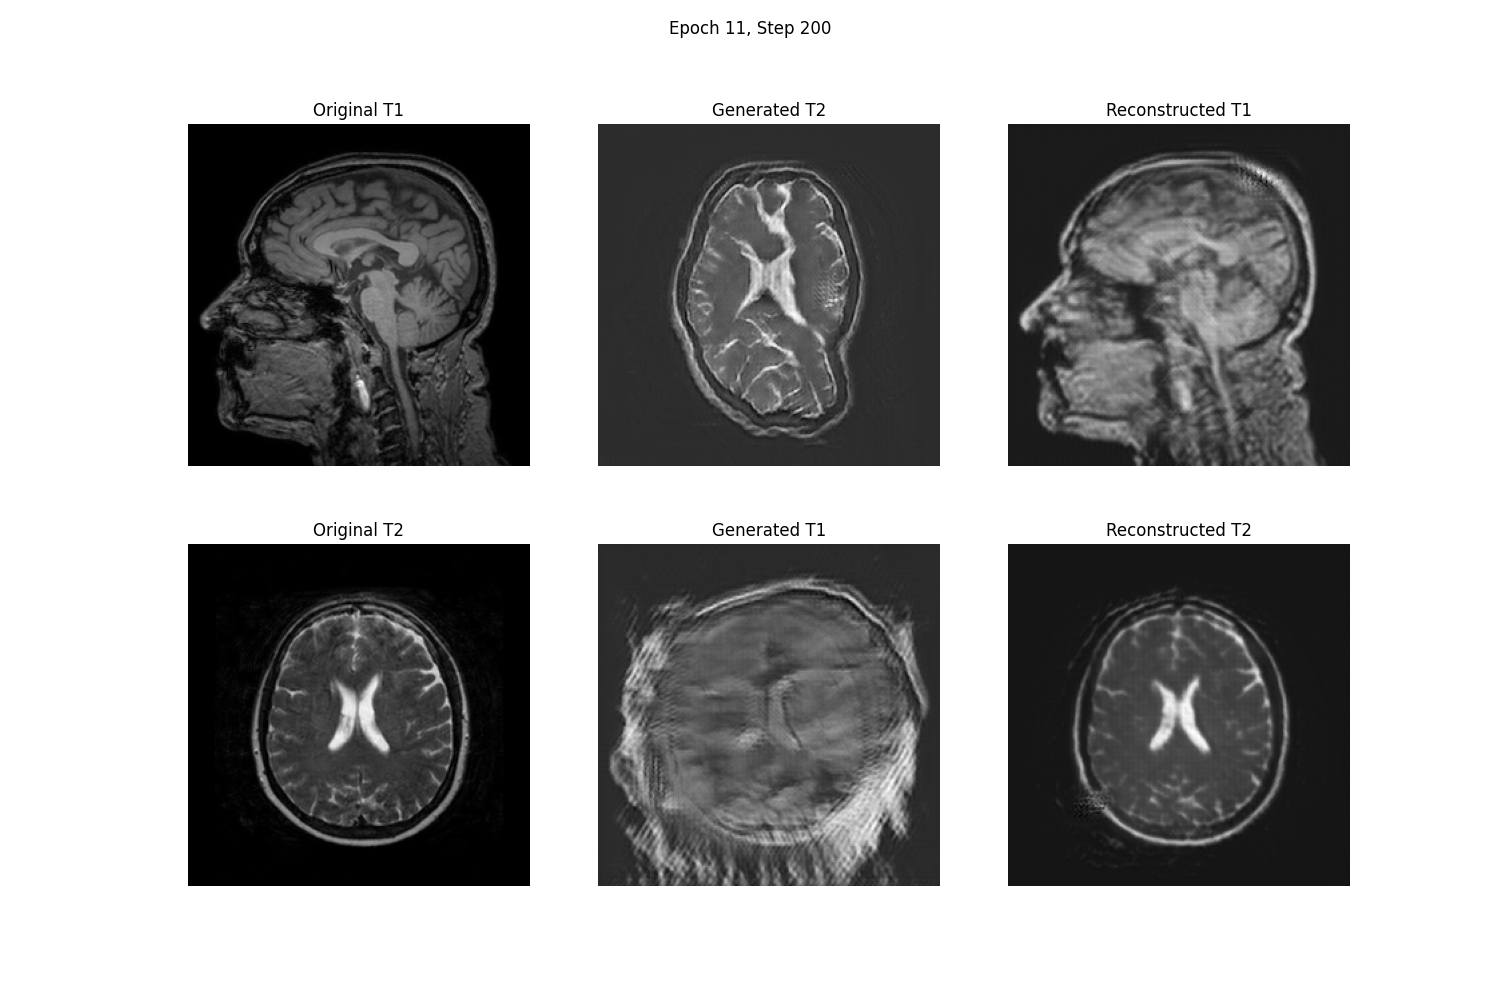 Epoch 11, Step 200
Original T1
Generated T2
Reconstructed T1
Original T2
Generated T1
Reconstructed T2